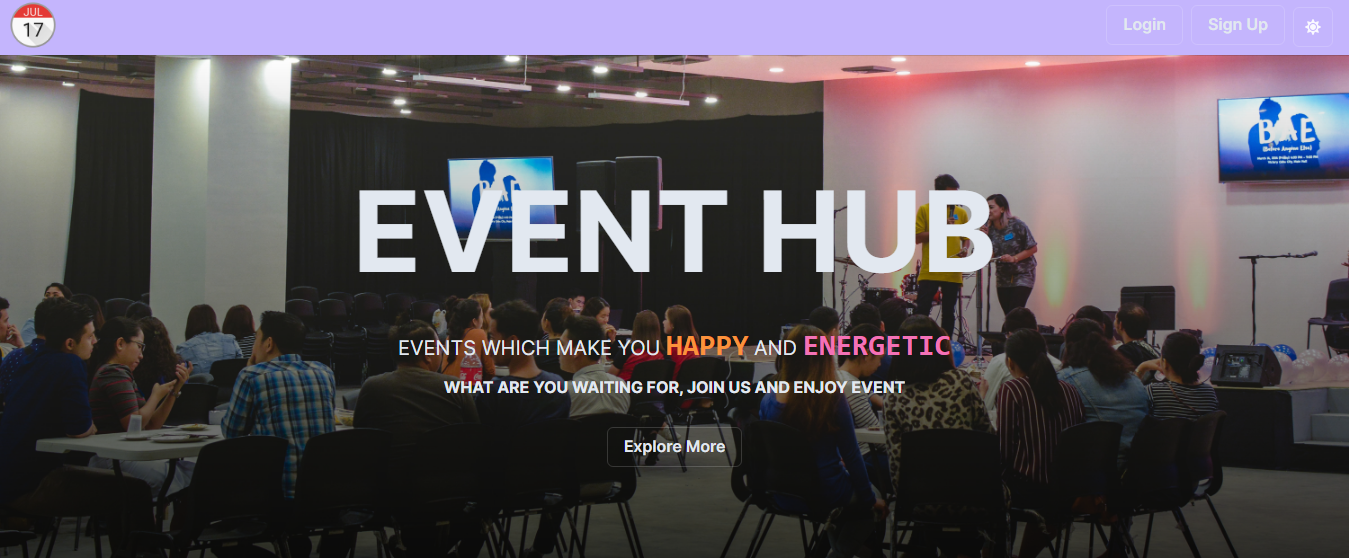 JUL
17
Login
Sign Up
EVENT HUB
EVENTS WHICH MAKE YOU HAPPY AND ENERGETIC
WHAT ARE YOU WAITING FOR, JOIN US AND ENJOY EVENT
Explore More